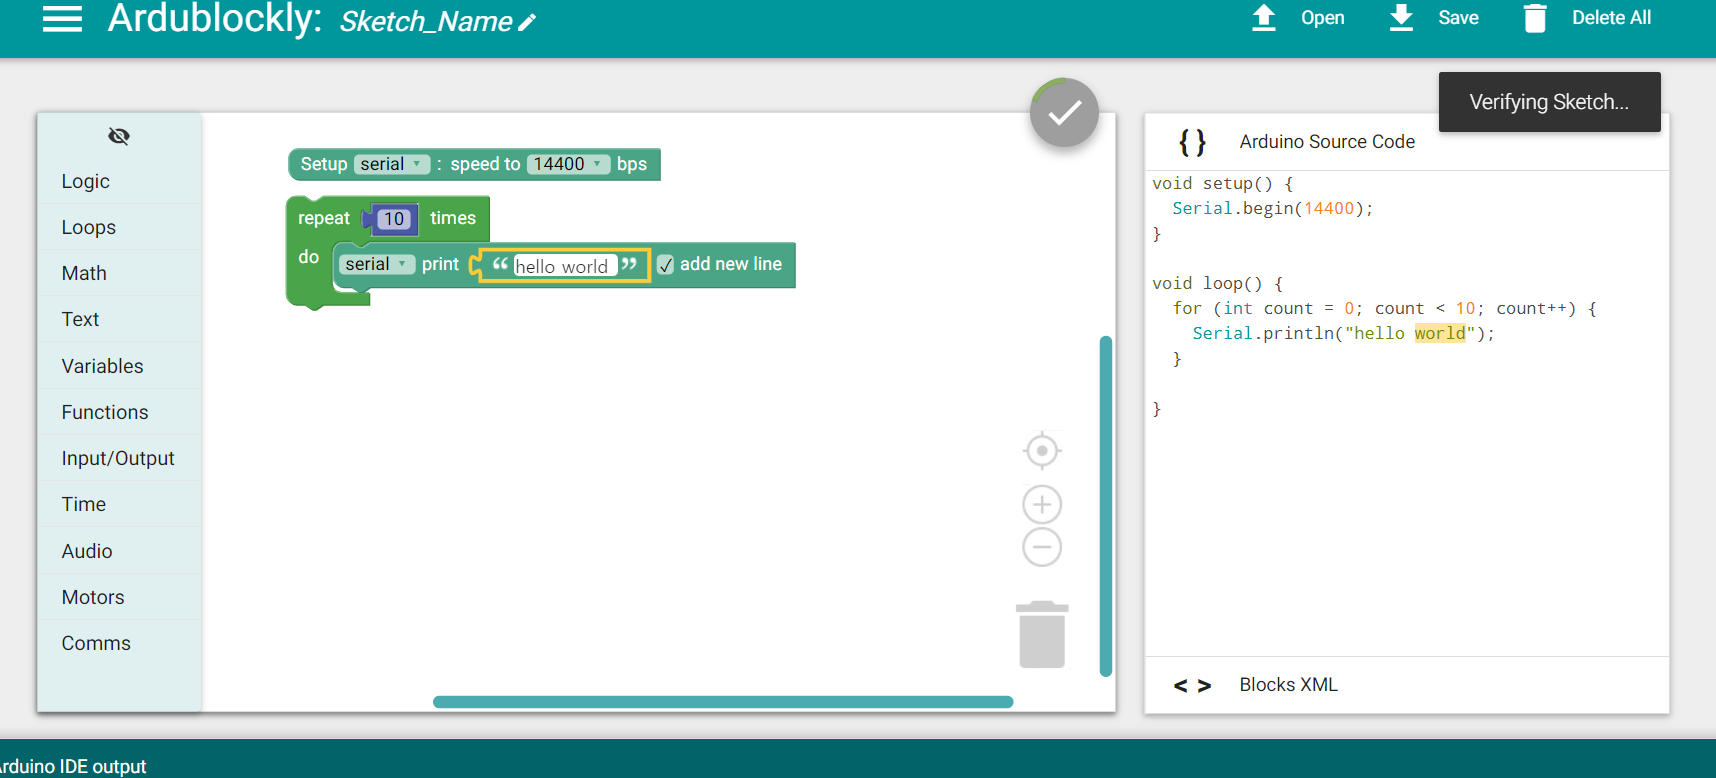 Ardublockly: Sketch_Name
Open
Save
Delete All
Verifying Sketch...
Logic
Loops
Math
Text
Variables
Functions
Input/Output
Time
Audio
Motors
Comms
Setup serial : speed to 14400 bps
repeat 10 times
do serial print “ hello world ” ✓ add new line
{ } Arduino Source Code
void setup() {
Serial.begin(14400);
}
void loop() {
for (int count = 0; count < 10; count++) {
Serial.println("hello world");
}
}
< > Blocks XML
rduino IDE output